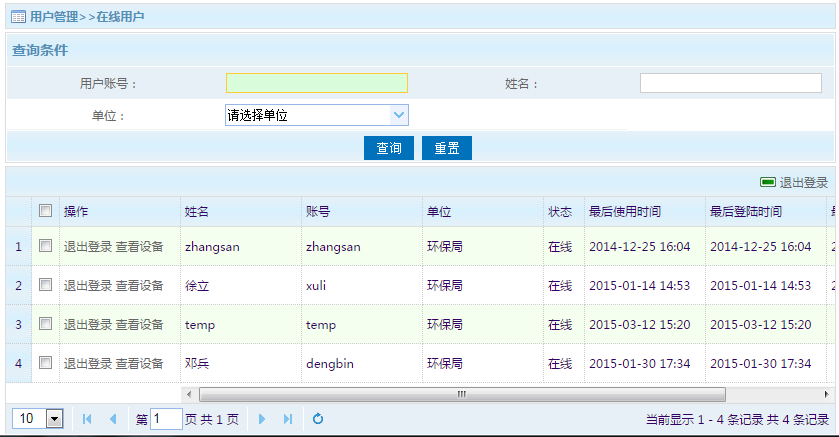 用户管理>>在线用户
查询条件
用户账号： 姓名：
单位： 请选择单位
查询 重置
退出登录
操作 姓名 账号 单位 状态 最后使用时间 最后登陆时间
1 退出登录 查看设备 zhangsan zhangsan 环保局 在线 2014-12-25 16:04 2014-12-25 16:04
2 退出登录 查看设备 徐立 xuli 环保局 在线 2015-01-14 14:53 2015-01-14 14:53
3 退出登录 查看设备 temp temp 环保局 在线 2015-03-12 15:20 2015-03-12 15:20
4 退出登录 查看设备 邓兵 dengbin 环保局 在线 2015-01-30 17:34 2015-01-30 17:34
10 第 1 页 共 1 页 当前显示 1 - 4 条记录 共 4 条记录